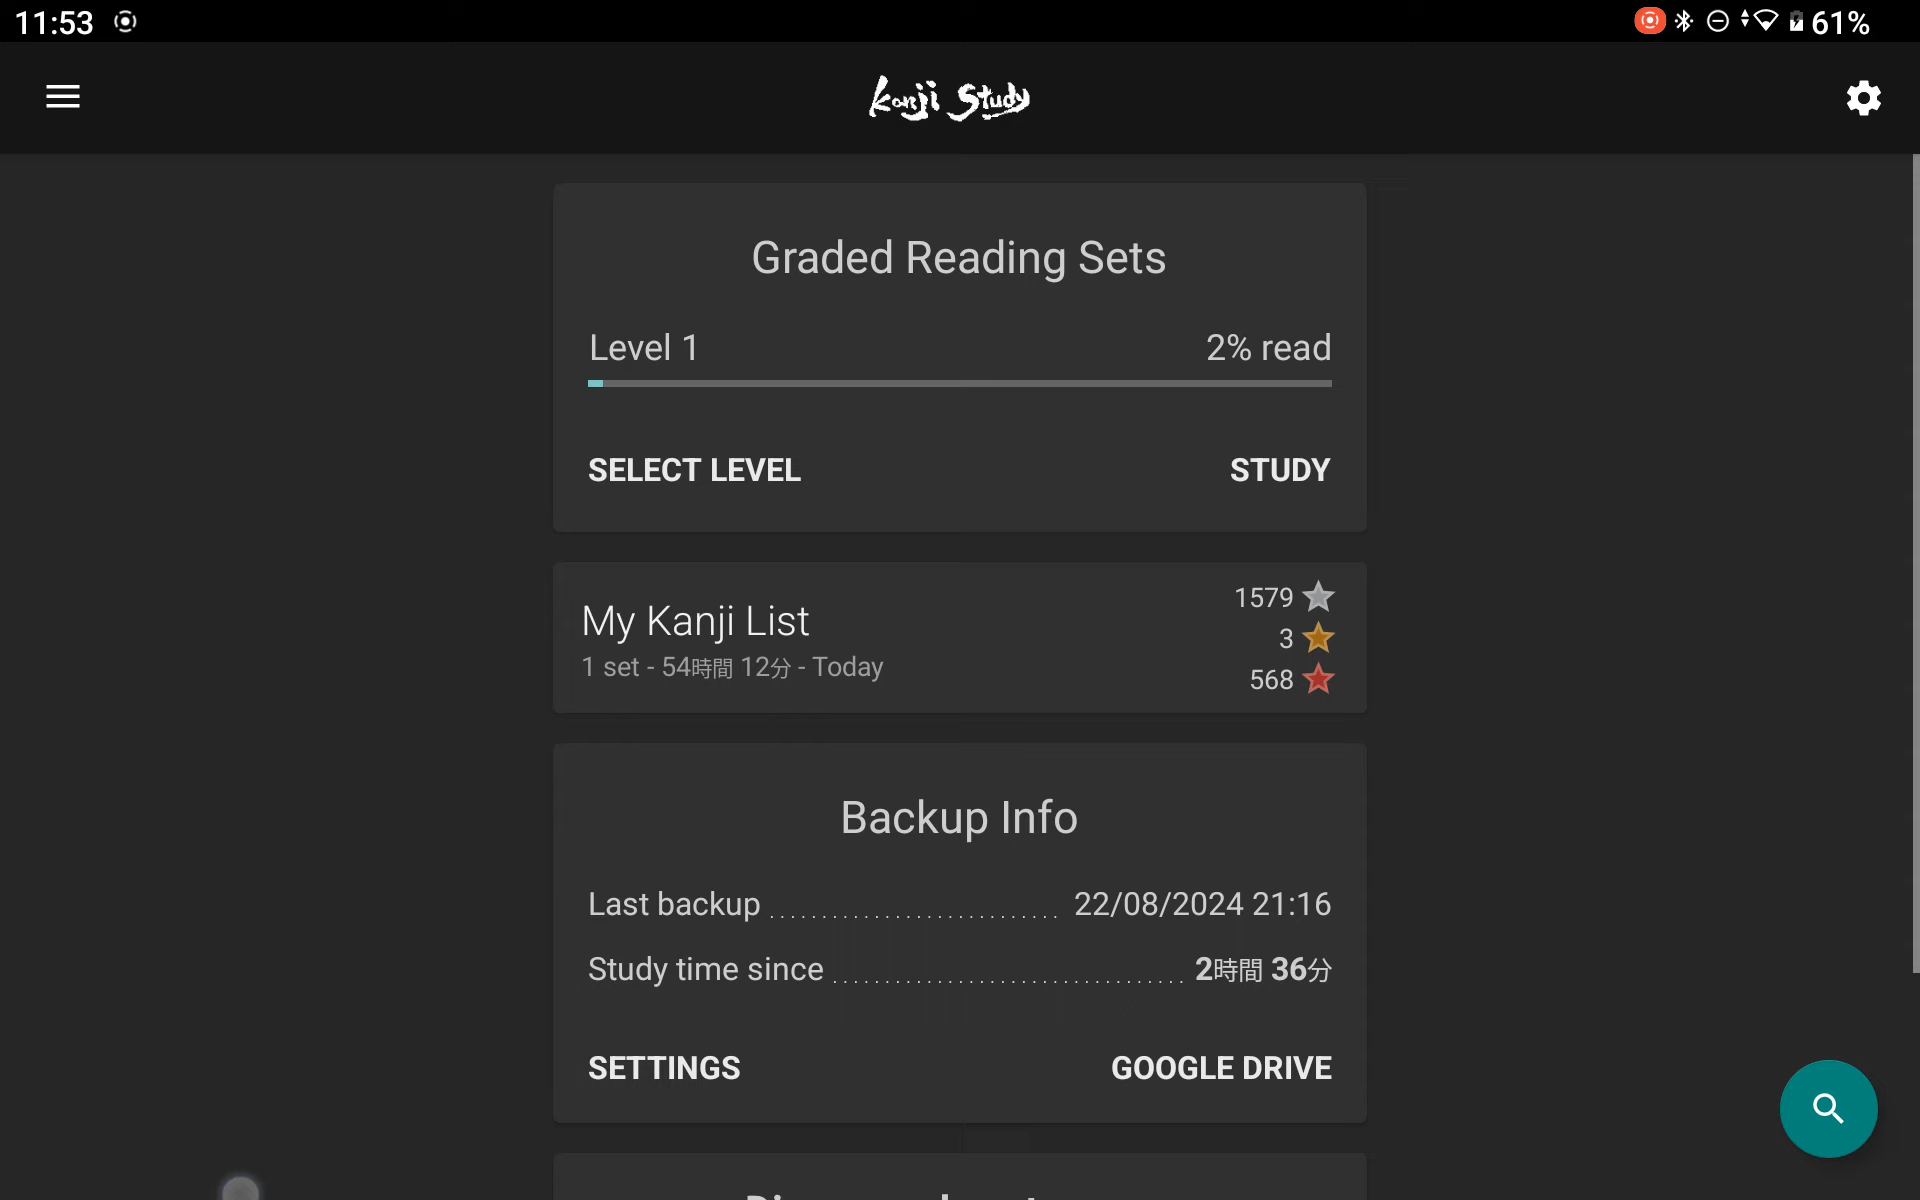 11:53
61%
Kanji Study
Graded Reading Sets
Level 1 2% read
SELECT LEVEL STUDY
My Kanji List
1 set - 54時間 12分 - Today
1579
3
568
Backup Info
Last backup 22/08/2024 21:16
Study time since 2時間 36分
SETTINGS GOOGLE DRIVE